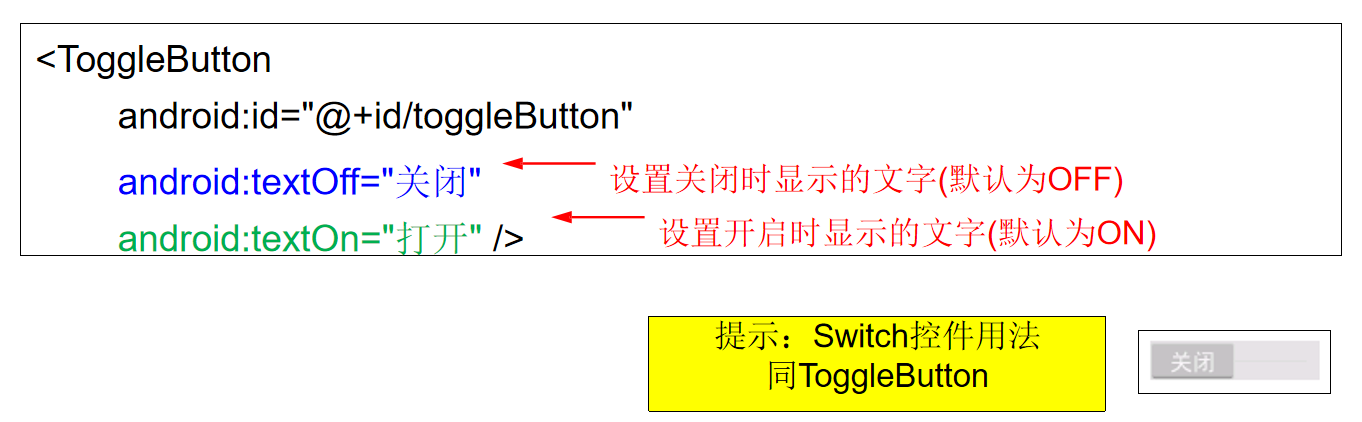 <ToggleButton
android:id="@+id/toggleButton"
android:textOff="关闭" 设置关闭时显示的文字(默认为OFF)
android:textOn="打开" /> 设置开启时显示的文字(默认为ON)
提示：Switch控件用法
同ToggleButton
关闭